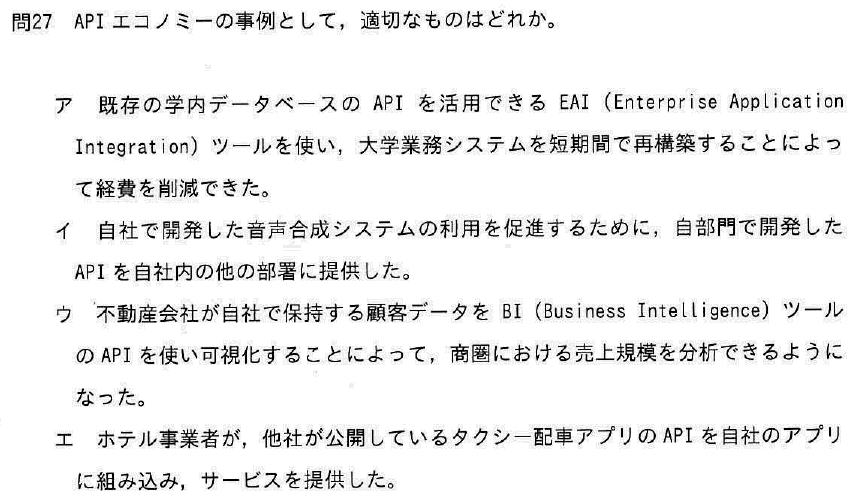 問27 APIエコノミーの事例として，適切なものはどれか。
ア 既存の学内データベースの API を活用できる EAI（Enterprise Application
Integration）ツールを使い，大学業務システムを短期間で再構築することによっ
て経費を削減できた。
イ 自社で開発した音声合成システムの利用を促進するために，自部門で開発した
APIを自社内の他の部署に提供した。
ウ 不動産会社が自社で保持する顧客データを BI（Business Intelligence）ツール
のAPIを使い可視化することによって，商圏における売上規模を分析できるように
なった。
エ ホテル事業者が，他社が公開しているタクシー配車アプリのAPIを自社のアプリ
に組み込み，サービスを提供した。